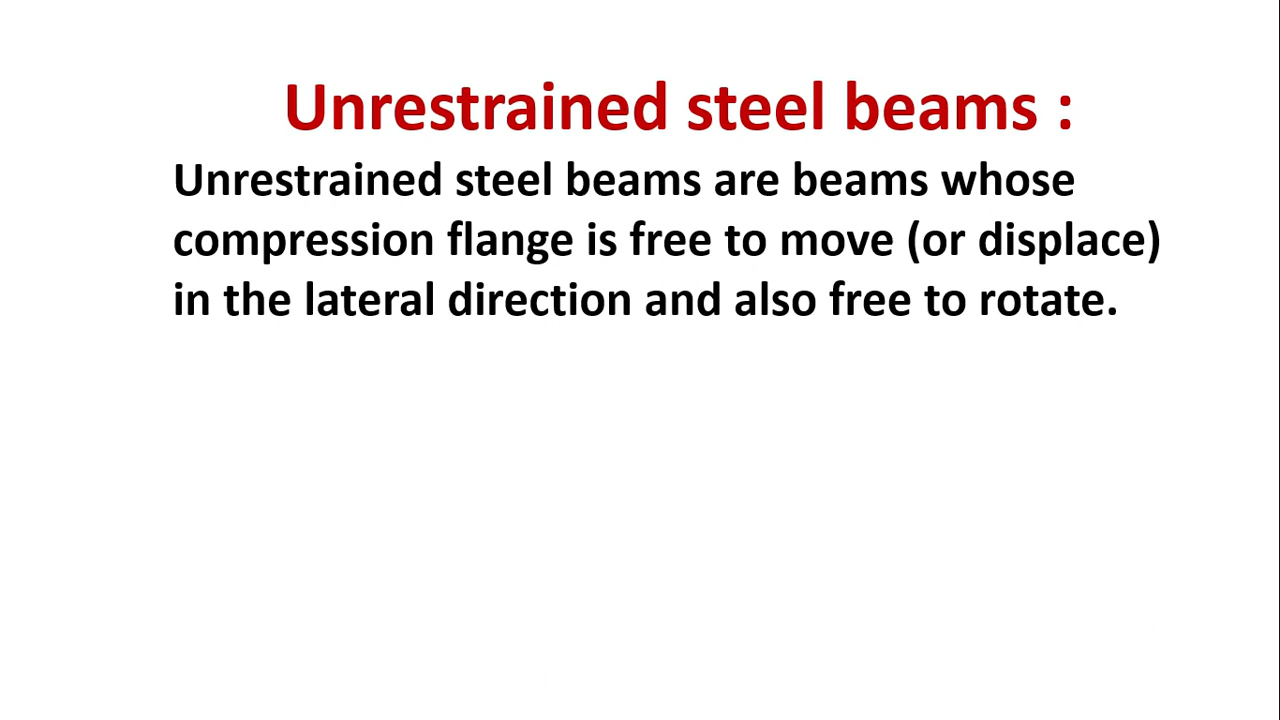 Unrestrained steel beams :
Unrestrained steel beams are beams whose
compression flange is free to move (or displace)
in the lateral direction and also free to rotate.